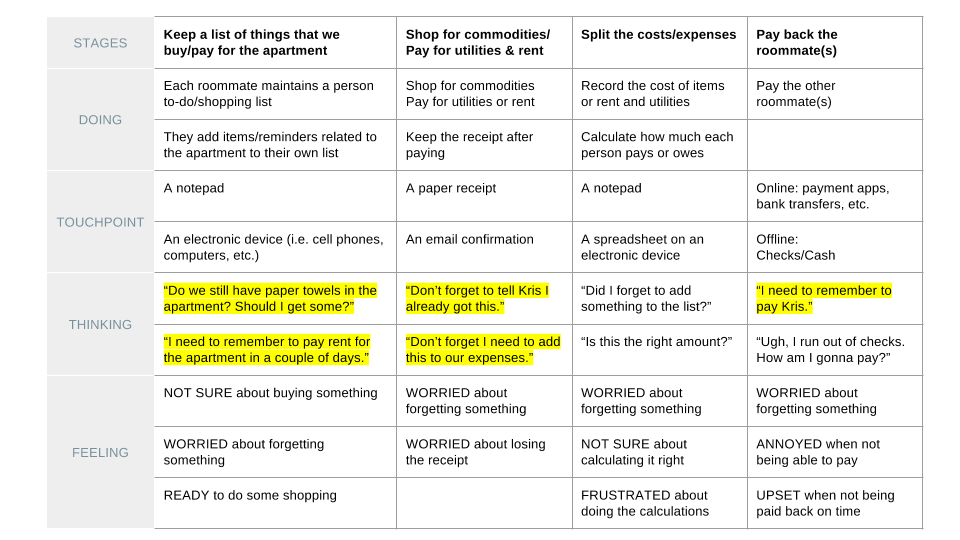 STAGES
Keep a list of things that we
buy/pay for the apartment
Shop for commodities/
Pay for utilities & rent
Split the costs/expenses
Pay back the
roommate(s)
DOING
Each roommate maintains a person
to-do/shopping list
Shop for commodities
Pay for utilities or rent
Record the cost of items
or rent and utilities
Pay the other
roommate(s)
They add items/reminders related to
the apartment to their own list
Keep the receipt after
paying
Calculate how much each
person pays or owes
TOUCHPOINT
A notepad
A paper receipt
A notepad
Online: payment apps,
bank transfers, etc.
An electronic device (i.e. cell phones,
computers, etc.)
An email confirmation
A spreadsheet on an
electronic device
Offline:
Checks/Cash
THINKING
“Do we still have paper towels in the
apartment? Should I get some?”
“Don’t forget to tell Kris I
already got this.”
“Did I forget to add
something to the list?”
“I need to remember to
pay Kris.”
“I need to remember to pay rent for
the apartment in a couple of days.”
“Don’t forget I need to add
this to our expenses.”
“Is this the right amount?”
“Ugh, I run out of checks.
How am I gonna pay?”
FEELING
NOT SURE about buying something
WORRIED about
forgetting something
WORRIED about
forgetting something
WORRIED about
forgetting something
WORRIED about forgetting
something
WORRIED about losing
the receipt
NOT SURE about
calculating it right
ANNOYED when not
being able to pay
READY to do some shopping
FRUSTRATED about
doing the calculations
UPSET when not being
paid back on time